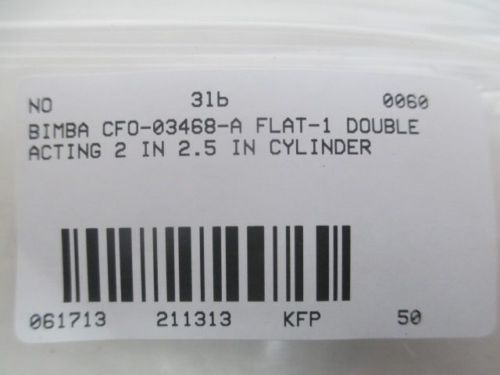 NO 31b 0060
BIMBA CFO-03468-A FLAT-1 DOUBLE
ACTING 2 IN 2.5 IN CYLINDER
061713 211313 KFP 50